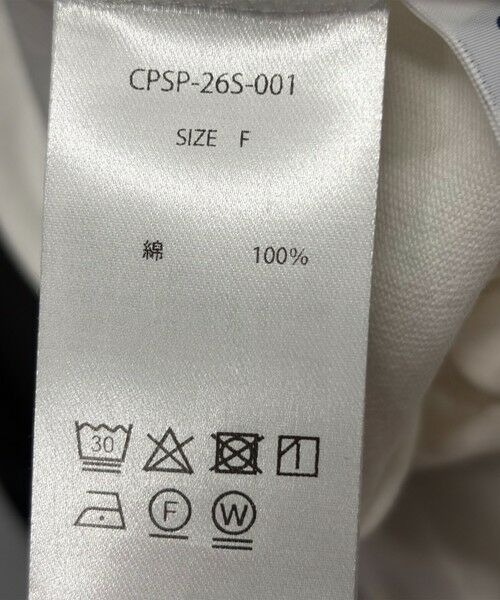 CPSP-26S-001
SIZE F
綿 100%
30
F W